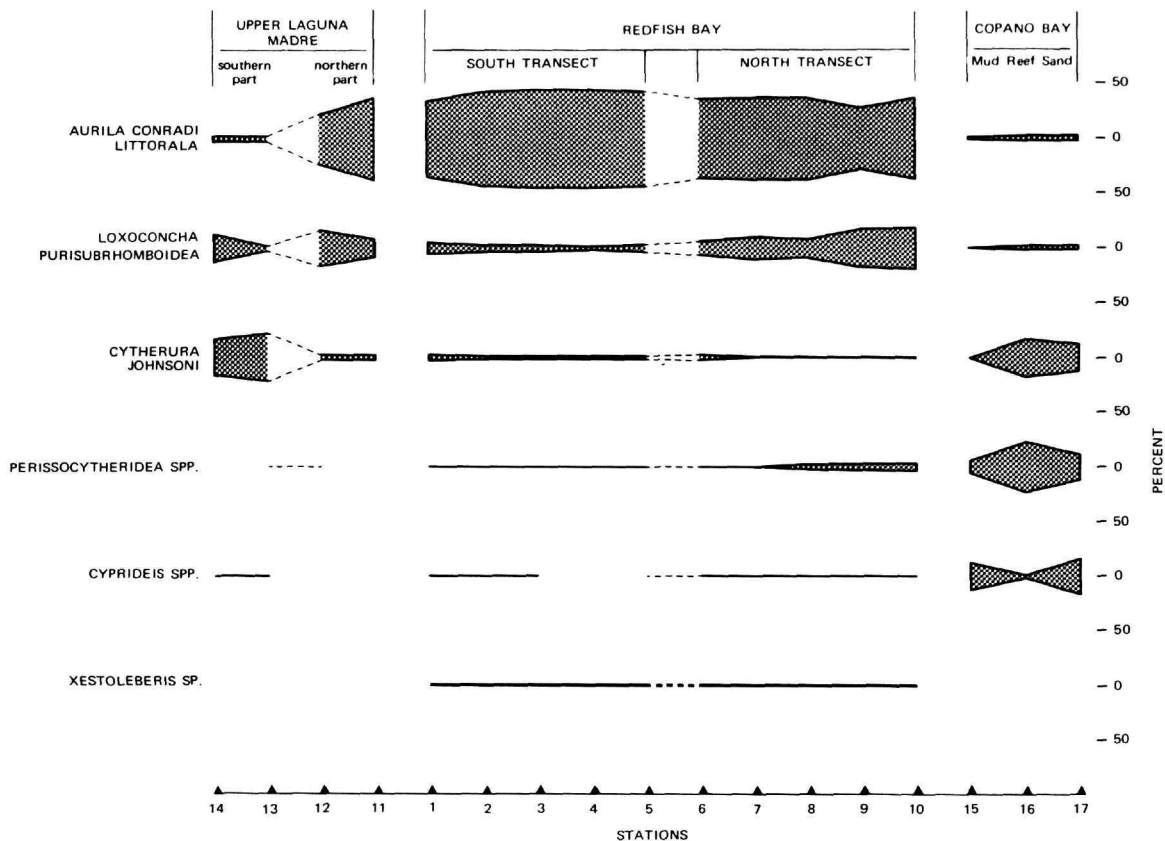 UPPER LAGUNA
MADRE
REDFISH BAY
COPANO BAY
southern
part
northern
part
SOUTH TRANSECT
NORTH TRANSECT
Mud Reef Sand
AURILA CONRADI
LITTORALA
LOXOCONCHA
PURISUBRHOMBOIDEA
CYTHERURA
JOHNSONI
PERISSOCYTHERIDEA SPP.
CYPRIDEIS SPP.
XESTOLEBERIS SP.
– 50
– 0
– 50
– 0
– 50
– 0
– 50
– 0
– 50
– 0
– 50
– 0
– 50
PERCENT
14 13 12 11 1 2 3 4 5 6 7 8 9 10 15 16 17
STATIONS